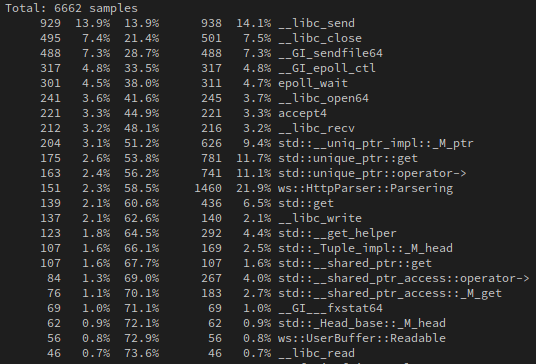 Total: 6662 samples
929 13.9% 13.9% 938 14.1% __libc_send
495 7.4% 21.4% 501 7.5% __libc_close
488 7.3% 28.7% 488 7.3% __GI_sendfile64
317 4.8% 33.5% 317 4.8% __GI_epoll_ctl
301 4.5% 38.0% 311 4.7% epoll_wait
241 3.6% 41.6% 245 3.7% __libc_open64
221 3.3% 44.9% 221 3.3% accept4
212 3.2% 48.1% 216 3.2% __libc_recv
204 3.1% 51.2% 626 9.4% std::__uniq_ptr_impl::_M_ptr
175 2.6% 53.8% 781 11.7% std::unique_ptr::get
163 2.4% 56.2% 741 11.1% std::unique_ptr::operator->
151 2.3% 58.5% 1460 21.9% ws::HttpParser::Parsering
139 2.1% 60.6% 436 6.5% std::get
137 2.1% 62.6% 140 2.1% __libc_write
123 1.8% 64.5% 292 4.4% std::__get_helper
107 1.6% 66.1% 169 2.5% std::_Tuple_impl::_M_head
107 1.6% 67.7% 107 1.6% std::__shared_ptr::get
84 1.3% 69.0% 267 4.0% std::__shared_ptr_access::operator->
76 1.1% 70.1% 183 2.7% std::__shared_ptr_access::_M_get
69 1.0% 71.1% 69 1.0% __GI___fxstat64
62 0.9% 72.1% 62 0.9% std::_Head_base::_M_head
56 0.8% 72.9% 56 0.8% ws::UserBuffer::Readable
46 0.7% 73.6% 46 0.7% __libc_read